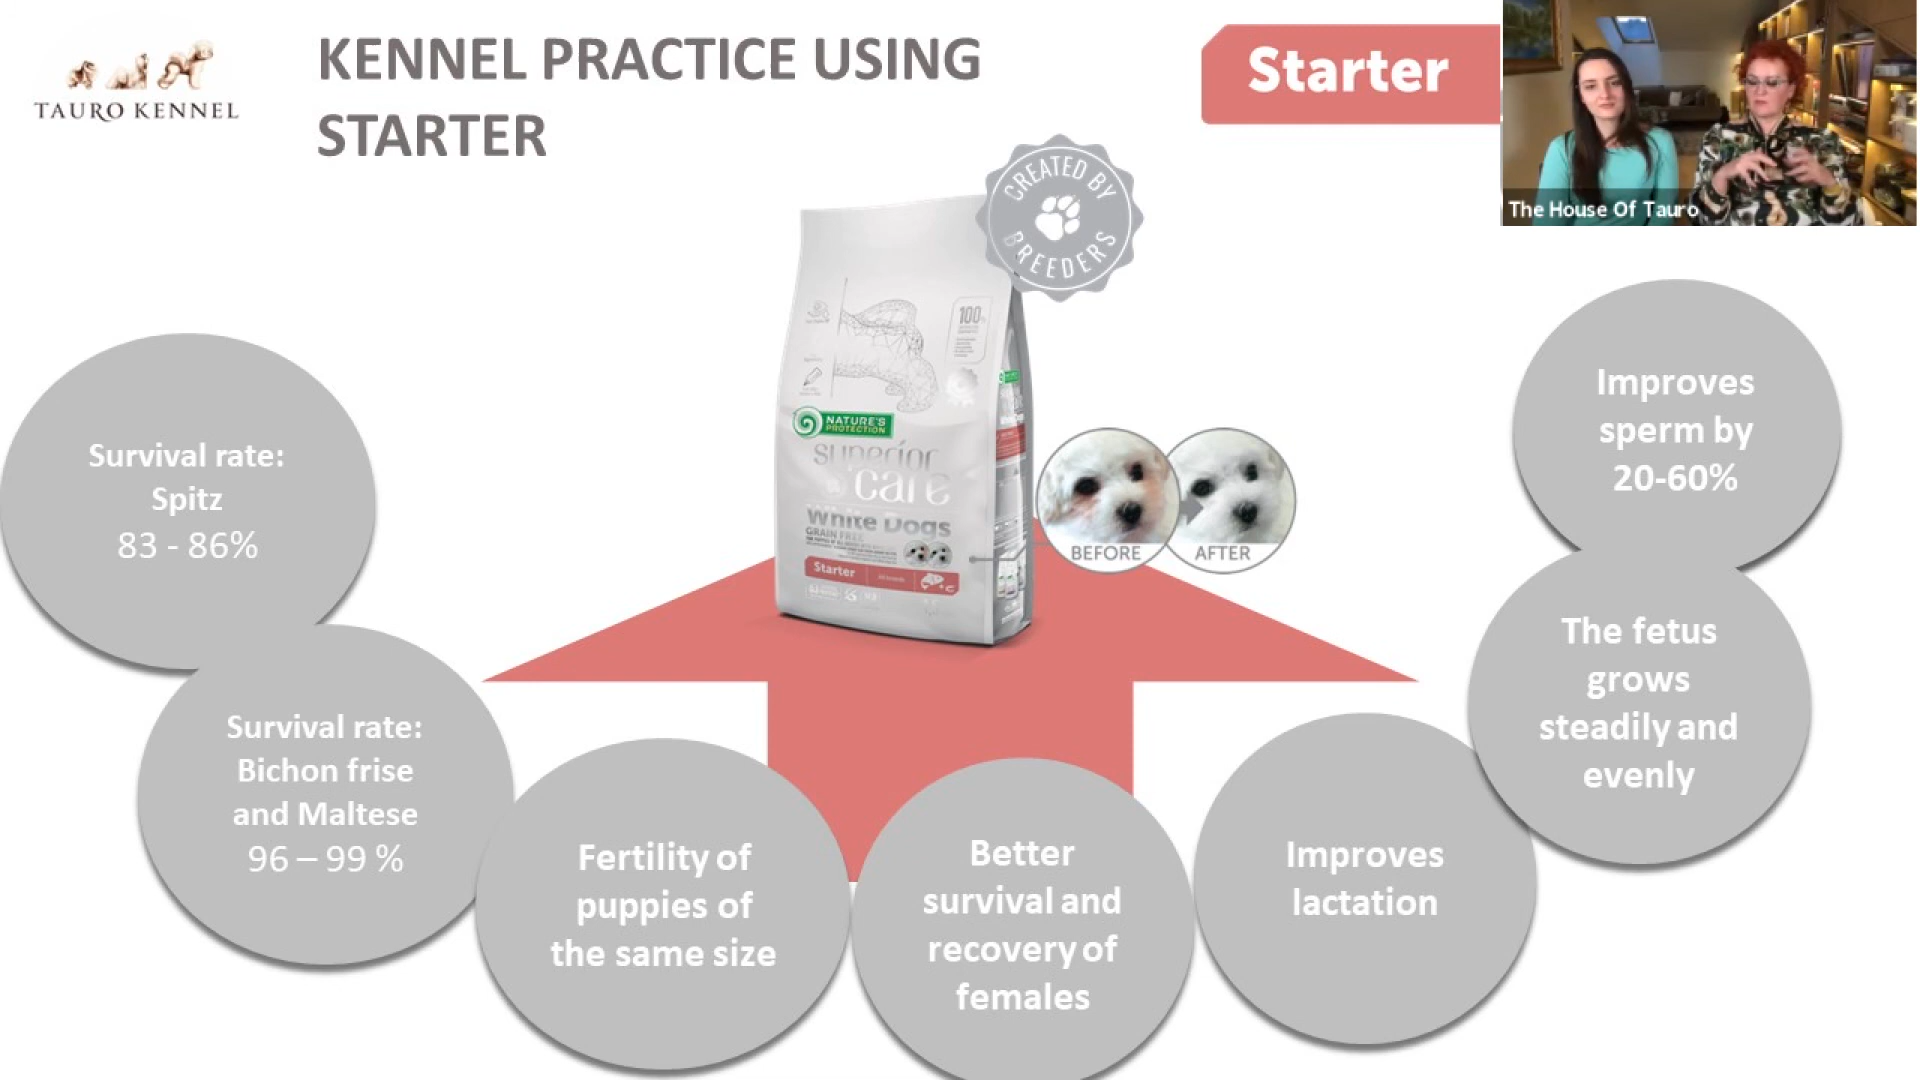 TAURO KENNEL
KENNEL PRACTICE USING
STARTER
Starter
The House Of Tauro
CREATED BY
BREEDERS
100%
NATURE'S
PROTECTION
superior
care
White Dogs
GRAIN FREE
Starter
BEFORE
AFTER
Survival rate:
Spitz
83 - 86%
Survival rate:
Bichon frise
and Maltese
96 – 99 %
Fertility of
puppies of
the same size
Better
survival and
recovery of
females
Improves
lactation
The fetus
grows
steadily and
evenly
Improves
sperm by
20-60%